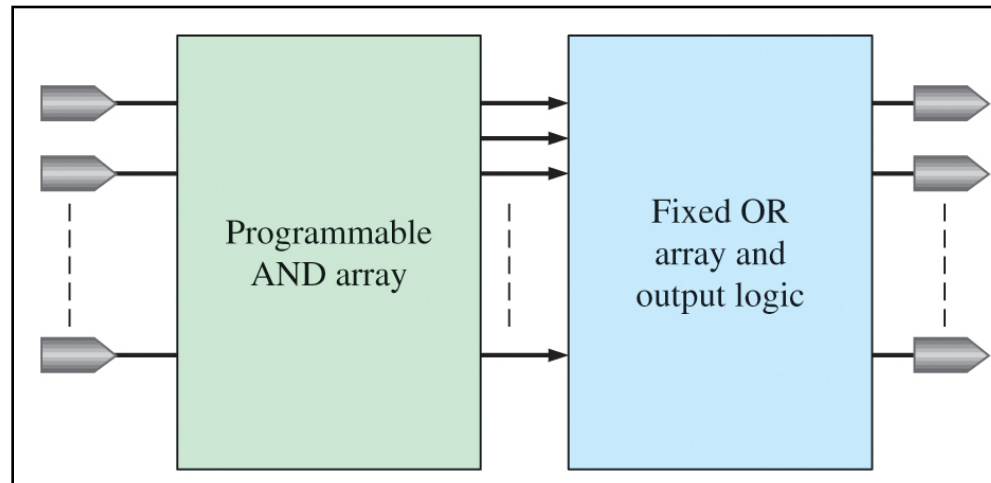 Programmable
AND array
Fixed OR
array and
output logic